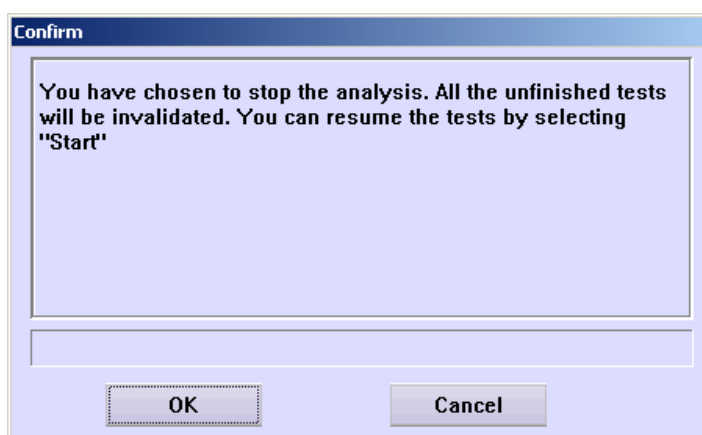 Confirm
You have chosen to stop the analysis. All the unfinished tests
will be invalidated. You can resume the tests by selecting
"Start"
OK
Cancel